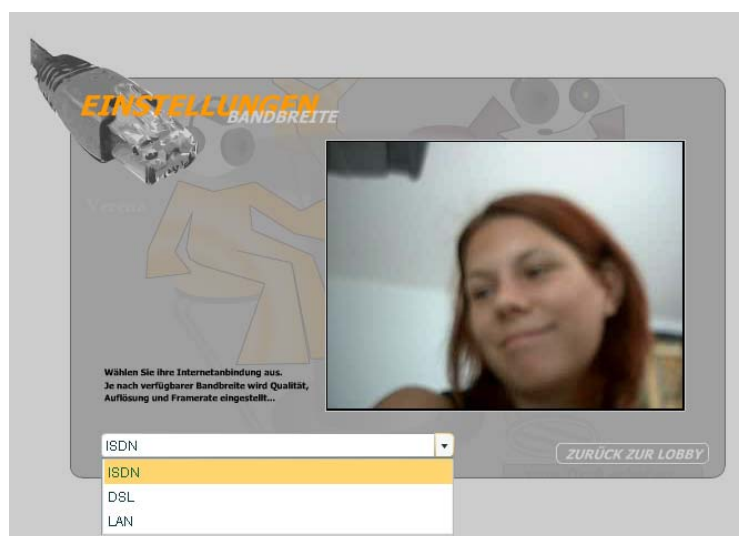 EINSTELLUNGEN
BANDBREITE
Verena
Wählen Sie ihre Internetanbindung aus.
Je nach verfügbarer Bandbreite wird Qualität,
Auflösung und Framerate eingestellt...
ISDN
ZURÜCK ZUR LOBBY
ISDN
DSL
LAN